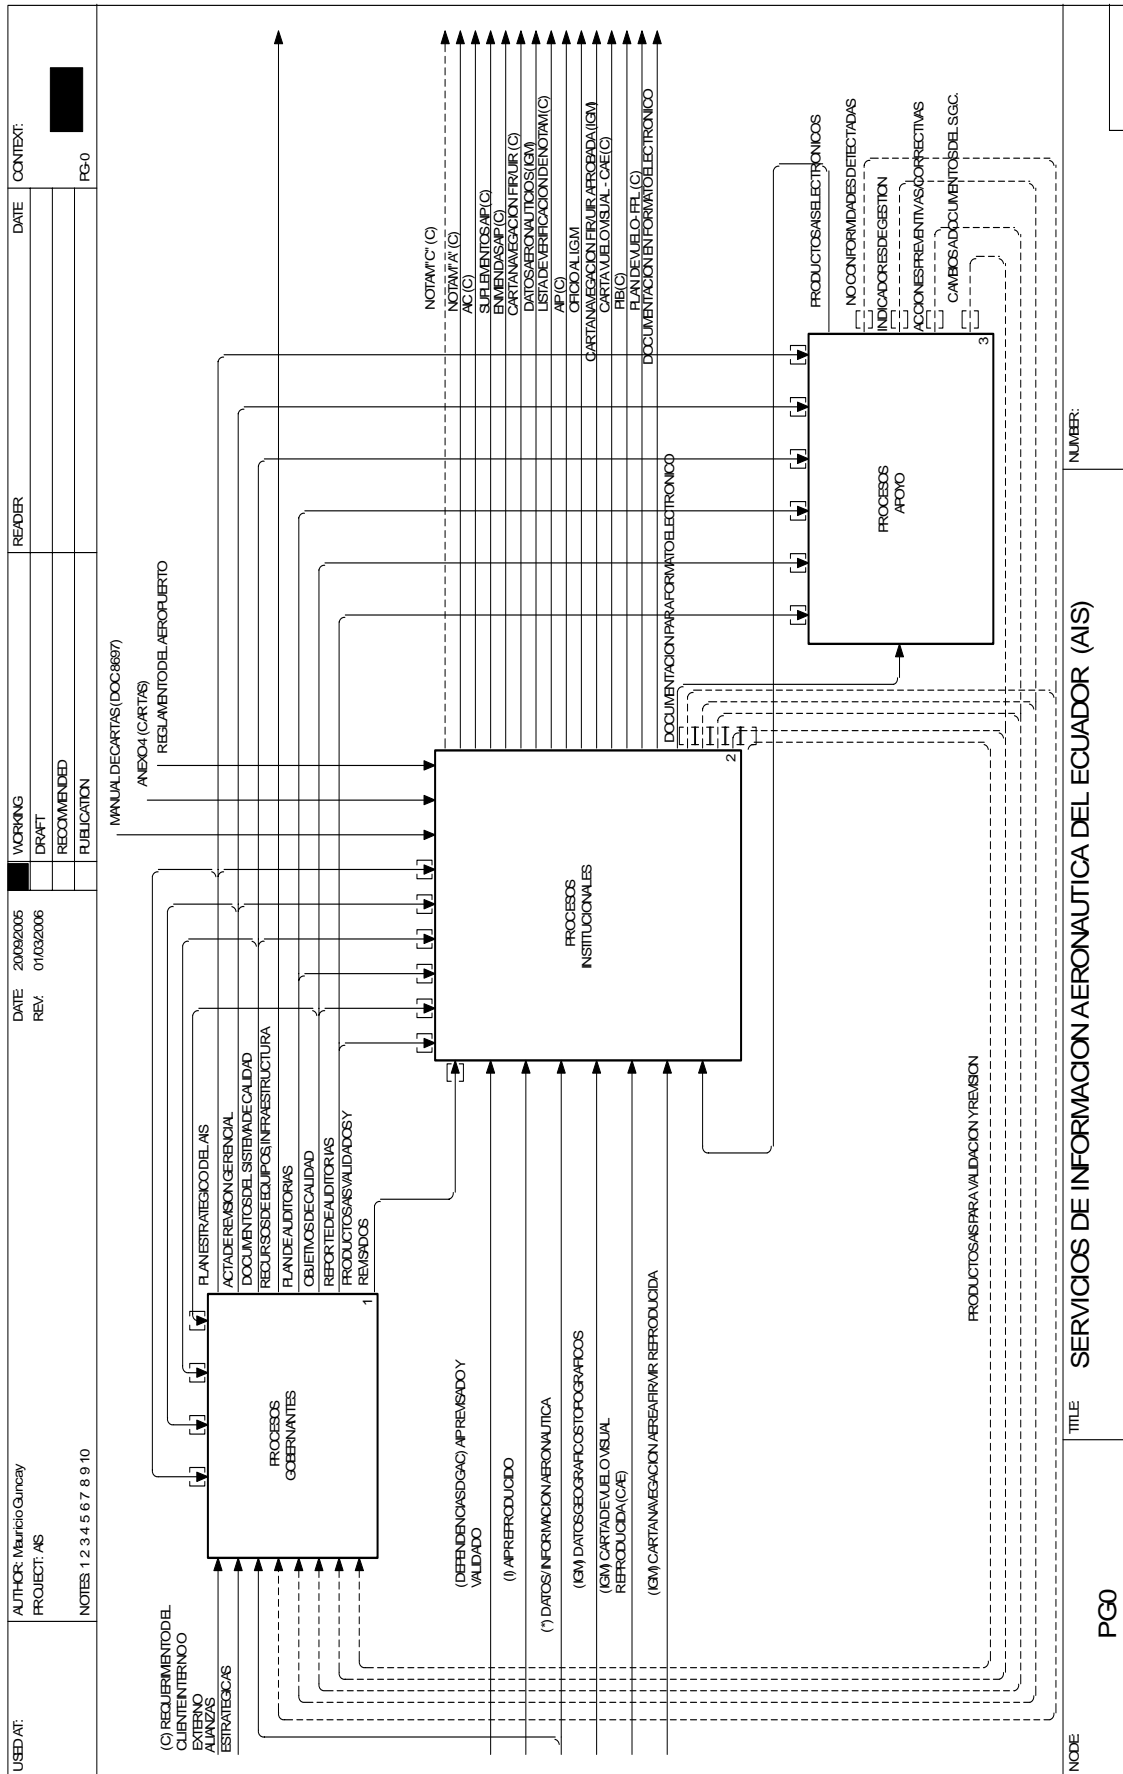 USED AT:
AUTHOR: Mauricio Guncay
PROJECT: AIS
NOTES: 1 2 3 4 5 6 7 8 9 10
DATE: 20/09/2005
REV: 01/03/2006
WORKING
DRAFT
RECOMMENDED
PUBLICATION
READER
DATE
CONTEXT:
PG-0
(C) REQUERIMIENTO DEL
CLIENTE INTERNO O
EXTERNO
ALIANZAS
ESTRATEGICAS
PROCESOS
GOBERNANTES
1
PLAN ESTRATEGICO DEL AIS
ACTA DE REVISION GERENCIAL
DOCUMENTOS DEL SISTEMA DE CALIDAD
RECURSOS DE EQUIPOS, INFRAESTRUCTURA
PLAN DE AUDITORIAS
OBJETIVOS DE CALIDAD
REPORTE DE AUDITORIAS
PRODUCTOS AIS VALIDADOS Y
REVISADOS
MANUAL DE CARTAS (DOC 8697)
ANEXO 4 (CARTAS)
REGLAMENTO DEL AEROPUERTO
(DEPENDENCIAS DGAC) AIP REVISADO Y
VALIDADO
(I) AIP REPRODUCIDO
(*) DATOS / INFORMACION AERONAUTICA
(IGM) DATOS GEOGRAFICOS TOPOGRAFICOS
(IGM) CARTA DE VUELO VISUAL
REPRODUCIDA (CAE)
(IGM) CARTA NAVEGACION AEREA FIR/UIR REPRODUCIDA
PROCESOS
INSTITUCIONALES
2
NOTAM "C" (C)
NOTAM "A" (C)
AIC (C)
SUPLEMENTOS AIP (C)
ENMIENDAS AIP (C)
CARTA NAVEGACION FIR/UIR (C)
DATOS AERONAUTICIOS (IGM)
LISTA DE VERIFICACION DE NOTAM (C)
AIP (C)
OFICIO AL I.G.M
CARTA NAVEGACION FIR/UIR APROBADA (IGM)
CARTA VUELO VISUAL - CAE (C)
PIB (C)
PLAN DE VUELO - FPL (C)
DOCUMENTACION EN FORMATO ELECTRONICO
DOCUMENTACION PARA FORMATO ELECTRONICO
PROCESOS
APOYO
3
PRODUCTOS AIS ELECTRONICOS
NO CONFORMIDADES DETECTADAS
INDICADORES DE GESTION
ACCIONES PREVENTIVAS/CORRECTIVAS
CAMBIOS A DOCUMENTOS DEL S.G.C.
PRODUCTOS AIS PARA VALIDACION Y REVISION
NODE:
PG0
TITLE:
SERVICIOS DE INFORMACION AERONAUTICA DEL ECUADOR (AIS)
NUMBER: